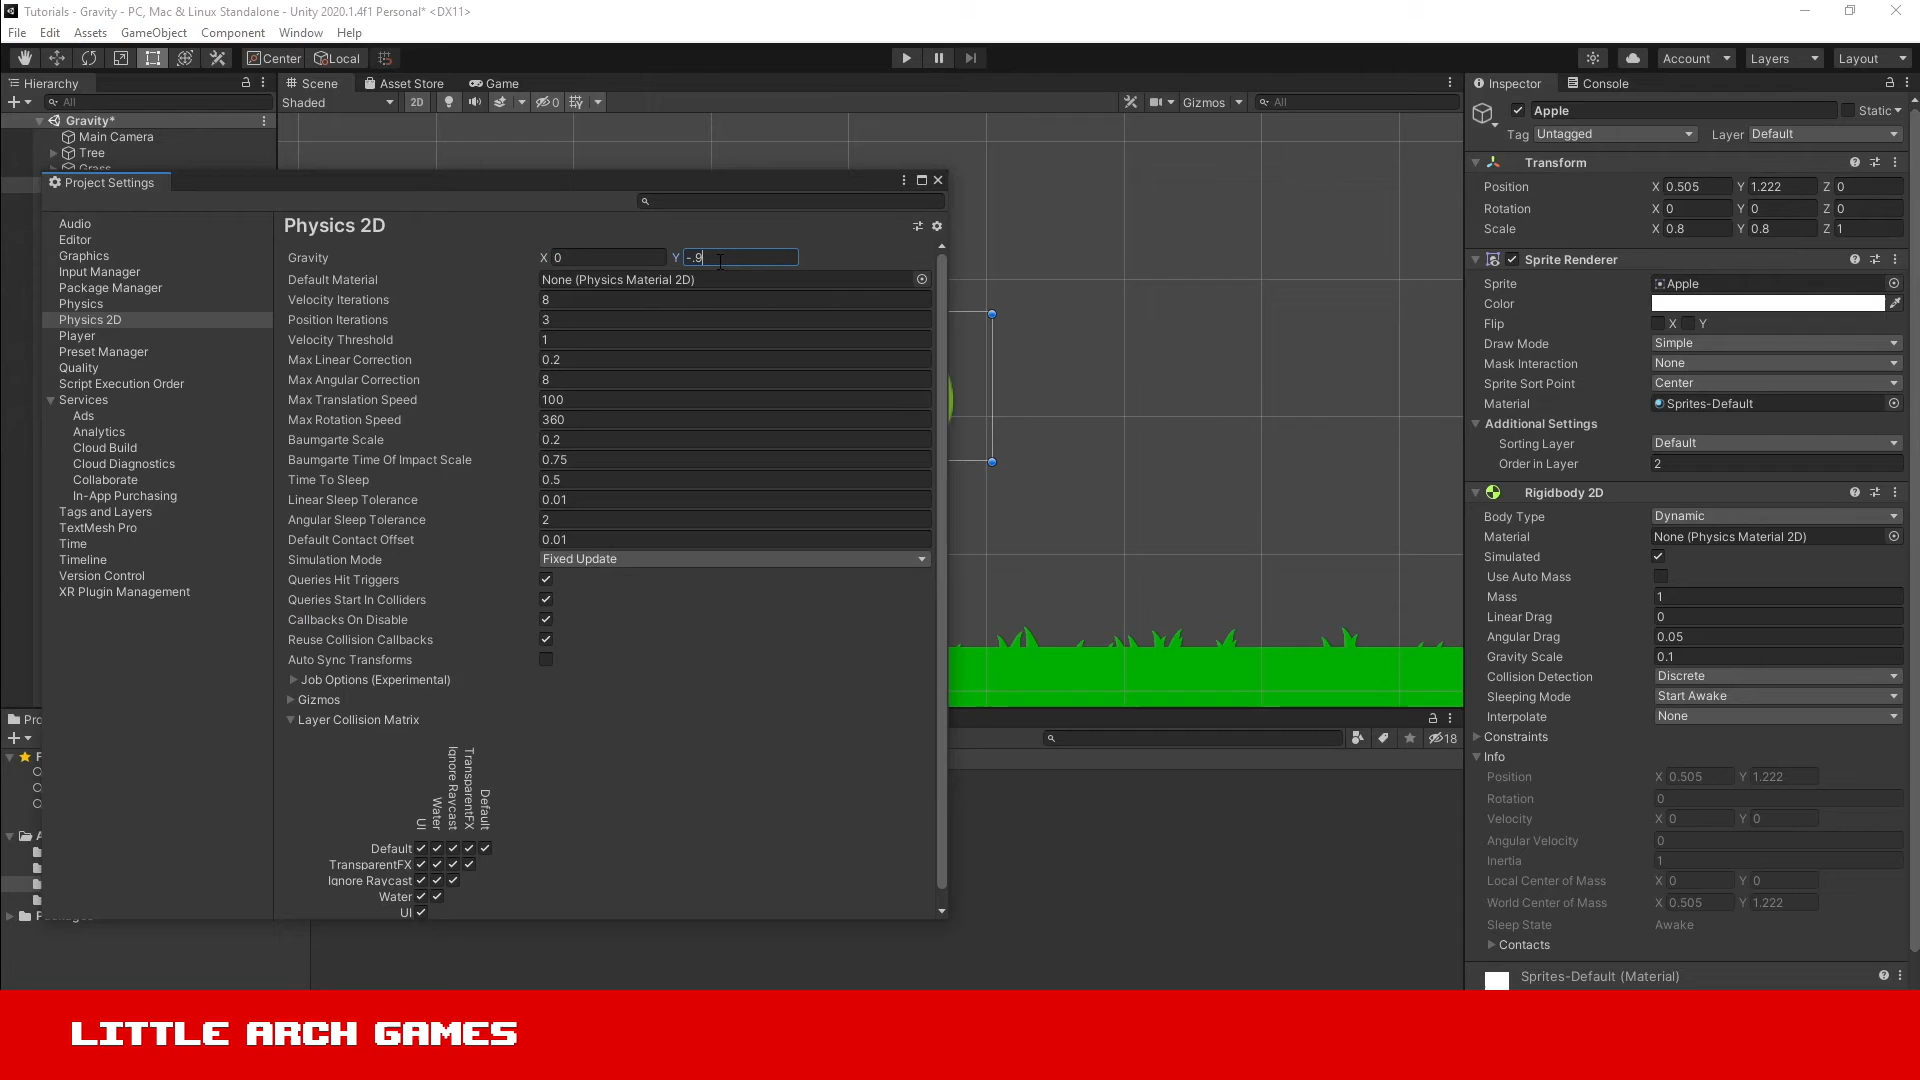 Tutorials - Gravity - PC, Mac & Linux Standalone - Unity 2020.1.4f1 Personal* <DX11>
File Edit Assets GameObject Component Window Help
Center Local Account Layers Layout
Hierarchy
All
Gravity*
Main Camera
Tree
Grass
Scene Asset Store Game
Shaded 2D 0 Gizmos All
Project Settings
Audio
Editor
Graphics
Input Manager
Package Manager
Physics
Physics 2D
Player
Preset Manager
Quality
Script Execution Order
Services
Ads
Analytics
Cloud Build
Cloud Diagnostics
Collaborate
In-App Purchasing
Tags and Layers
TextMesh Pro
Time
Timeline
Version Control
XR Plugin Management
Physics 2D
Gravity X 0 Y -.9
Default Material None (Physics Material 2D)
Velocity Iterations 8
Position Iterations 3
Velocity Threshold 1
Max Linear Correction 0.2
Max Angular Correction 8
Max Translation Speed 100
Max Rotation Speed 360
Baumgarte Scale 0.2
Baumgarte Time Of Impact Scale 0.75
Time To Sleep 0.5
Linear Sleep Tolerance 0.01
Angular Sleep Tolerance 2
Default Contact Offset 0.01
Simulation Mode Fixed Update
Queries Hit Triggers
Queries Start In Colliders
Callbacks On Disable
Reuse Collision Callbacks
Auto Sync Transforms
Job Options (Experimental)
Gizmos
Layer Collision Matrix
UI Water Ignore Raycast TransparentFX Default
Default
TransparentFX
Ignore Raycast
Water
UI
18
Inspector Console
Apple Static
Tag Untagged Layer Default
Transform
Position X 0.505 Y 1.222 Z 0
Rotation X 0 Y 0 Z 0
Scale X 0.8 Y 0.8 Z 1
Sprite Renderer
Sprite Apple
Color
Flip X Y
Draw Mode Simple
Mask Interaction None
Sprite Sort Point Center
Material Sprites-Default
Additional Settings
Sorting Layer Default
Order in Layer 2
Rigidbody 2D
Body Type Dynamic
Material None (Physics Material 2D)
Simulated
Use Auto Mass
Mass 1
Linear Drag 0
Angular Drag 0.05
Gravity Scale 0.1
Collision Detection Discrete
Sleeping Mode Start Awake
Interpolate None
Constraints
Info
Position X 0.505 Y 1.222
Rotation 0
Velocity X 0 Y 0
Angular Velocity 0
Inertia 1
Local Center of Mass X 0 Y 0
World Center of Mass X 0.505 Y 1.222
Sleep State Awake
Contacts
Sprites-Default (Material)
LITTLE ARCH GAMES